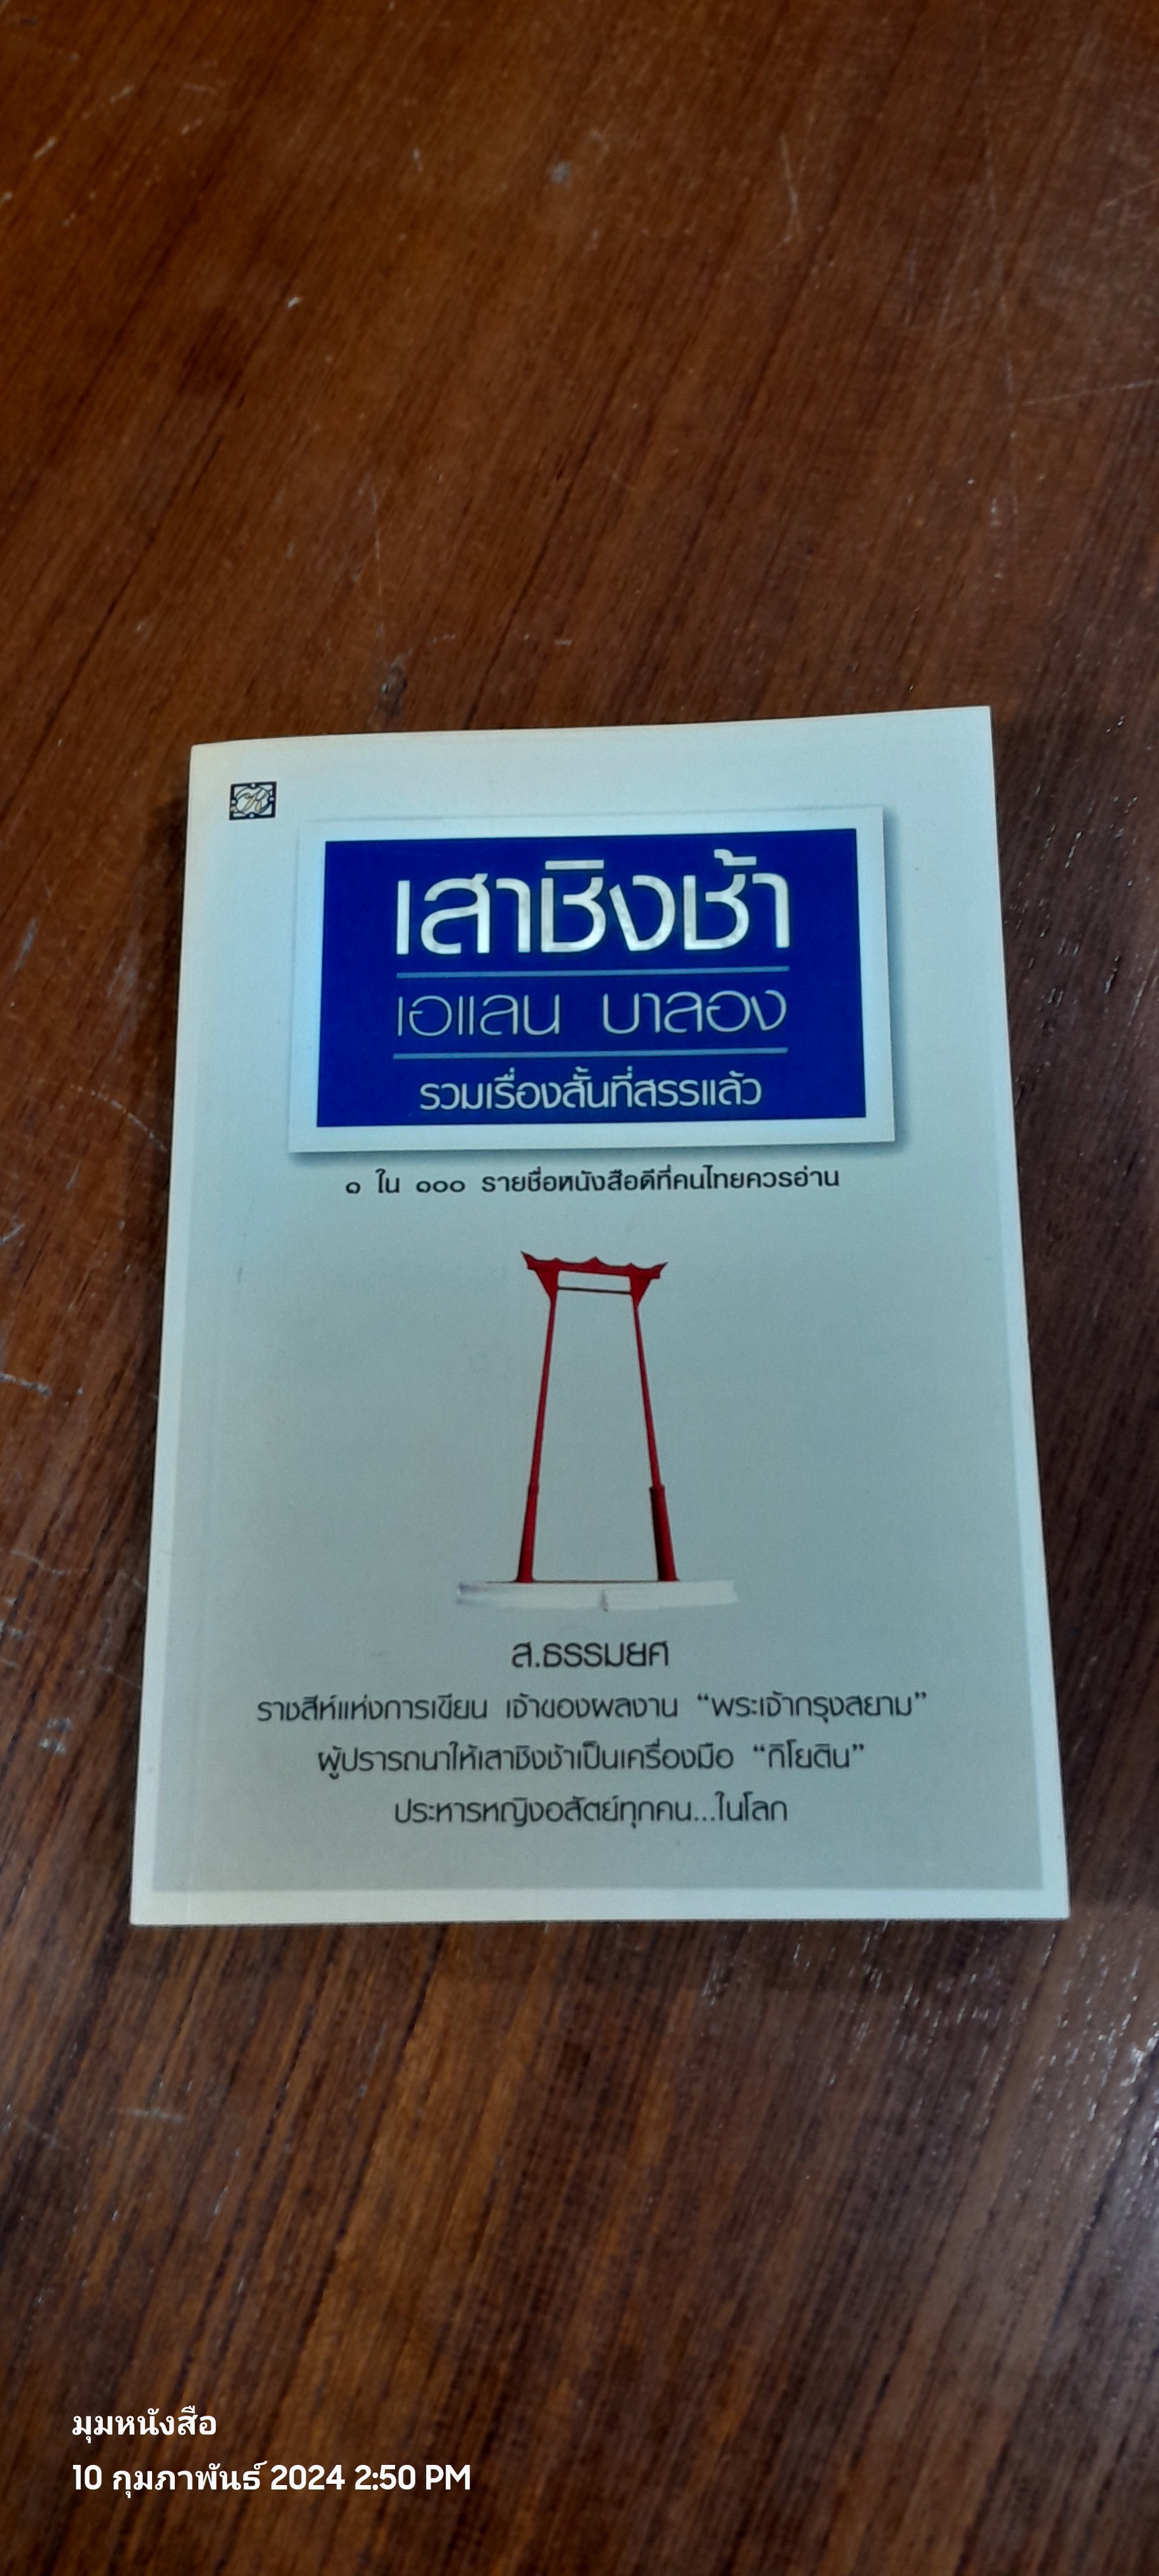 เสาชิงช้า
เอแลน บาลอง
รวมเรื่องสั้นที่สรรแล้ว
๑ ใน ๑๐๐ รายชื่อหนังสือดีที่คนไทยควรอ่าน
ส.ธรรมยศ
ราชสีห์แห่งการเขียน เจ้าของผลงาน “พระเจ้ากรุงสยาม”
ผู้ปรารถนาให้เสาชิงช้าเป็นเครื่องมือ “กิโยติน”
ประหารหญิงอสัตย์ทุกคน...ในโลก
มุมหนังสือ
10 กุมภาพันธ์ 2024 2:50 PM